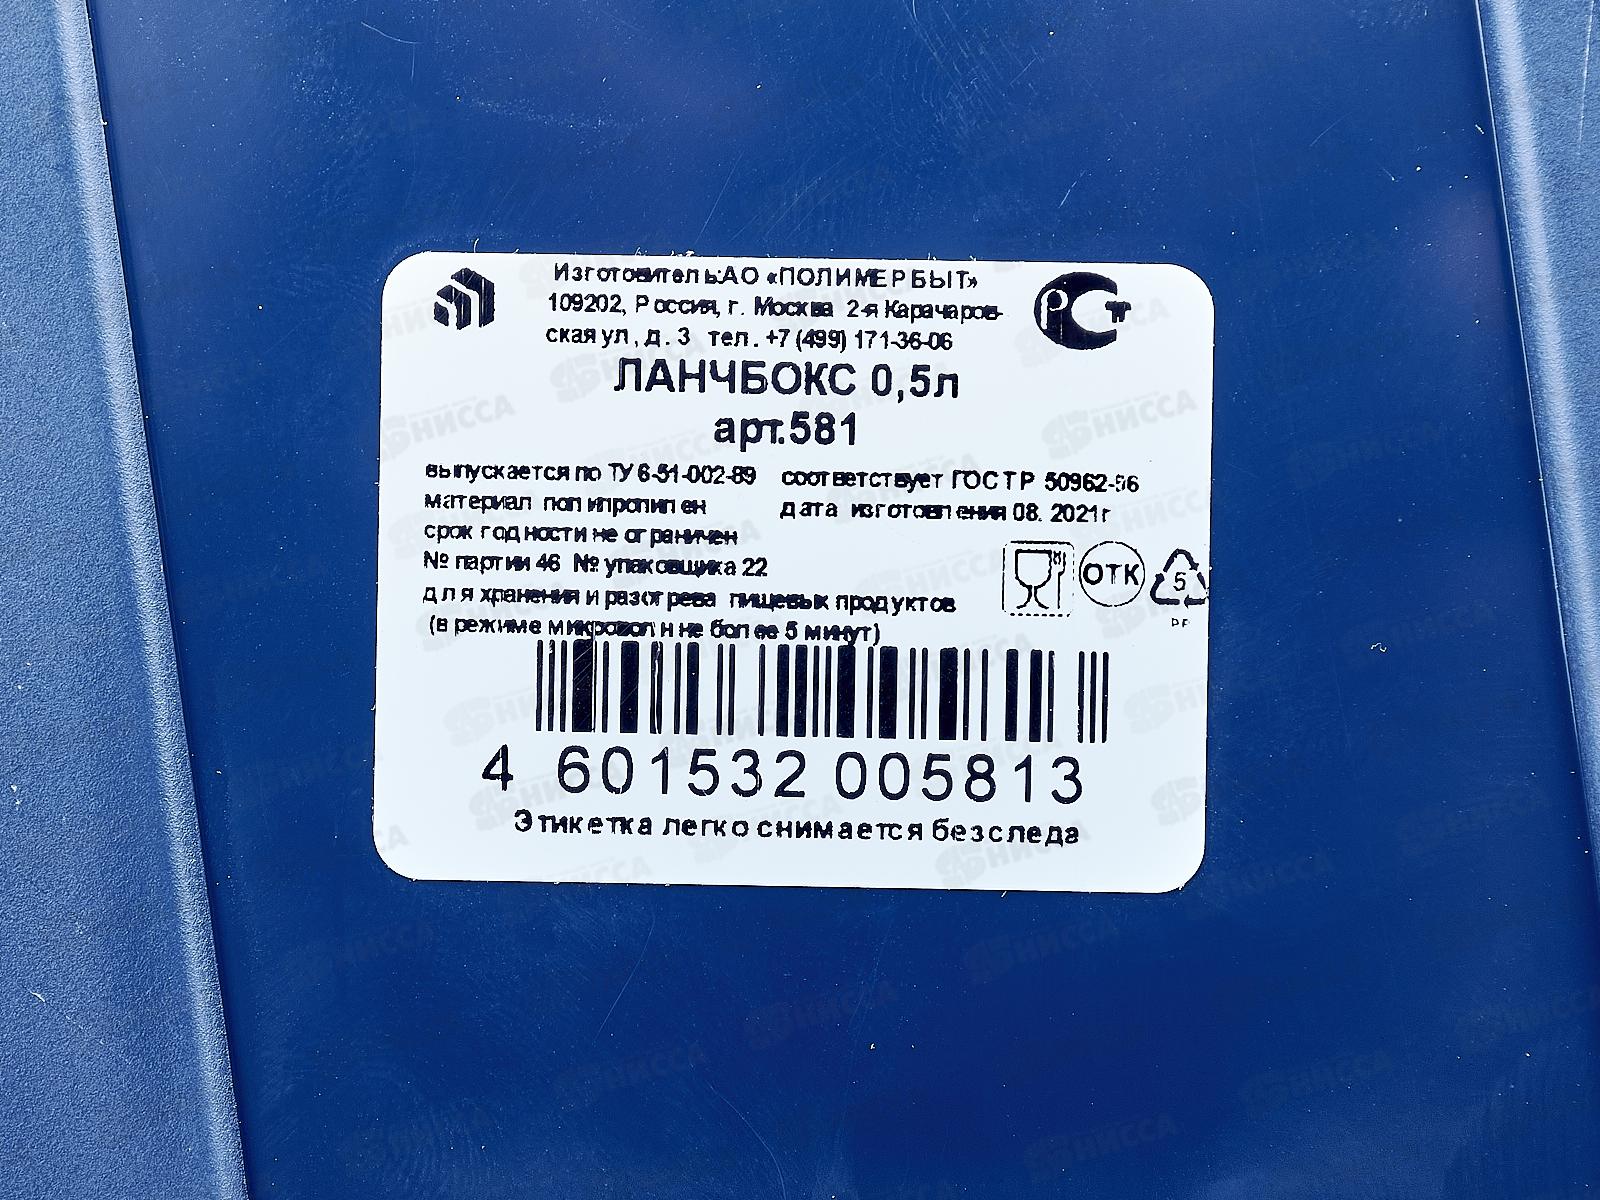 Изготовитель:АО «ПОЛИМЕРБЫТ»
109202, Россия, г. Москва 2-я Карачаров-
ская ул, д. 3 тел. +7 (499) 171-36-06
РСТ
ЛАНЧБОКС 0,5л
арт.581
выпускается по ТУ 6-51-002-89 соответствует ГОСТ Р 50962-96
материал полипропилен дата изготовления 08. 2021г
срок годности не ограничен
№ партии 46 № упаковщика 22
ОТК 5
для хранения и разогрева пищевых продуктов
PP
(в режиме микроволн не более 5 минут)
4 601532 005813
Этикетка легко снимается без следа
НИССА